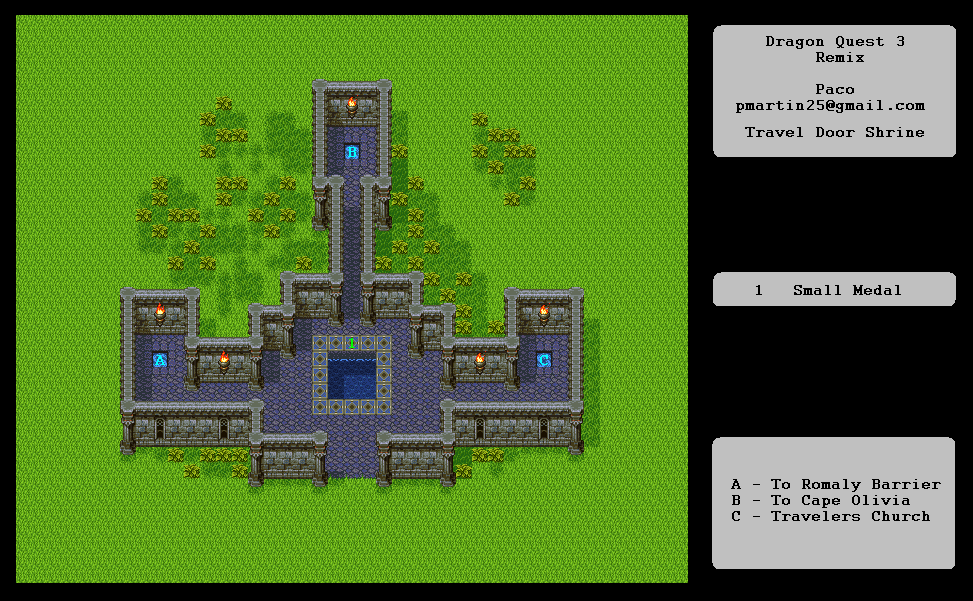 Dragon Quest 3
Remix
Paco
pmartin25@gmail.com
Travel Door Shrine
B
1 Small Medal
1
A
C
A - To Romaly Barrier
B - To Cape Olivia
C - Travelers Church